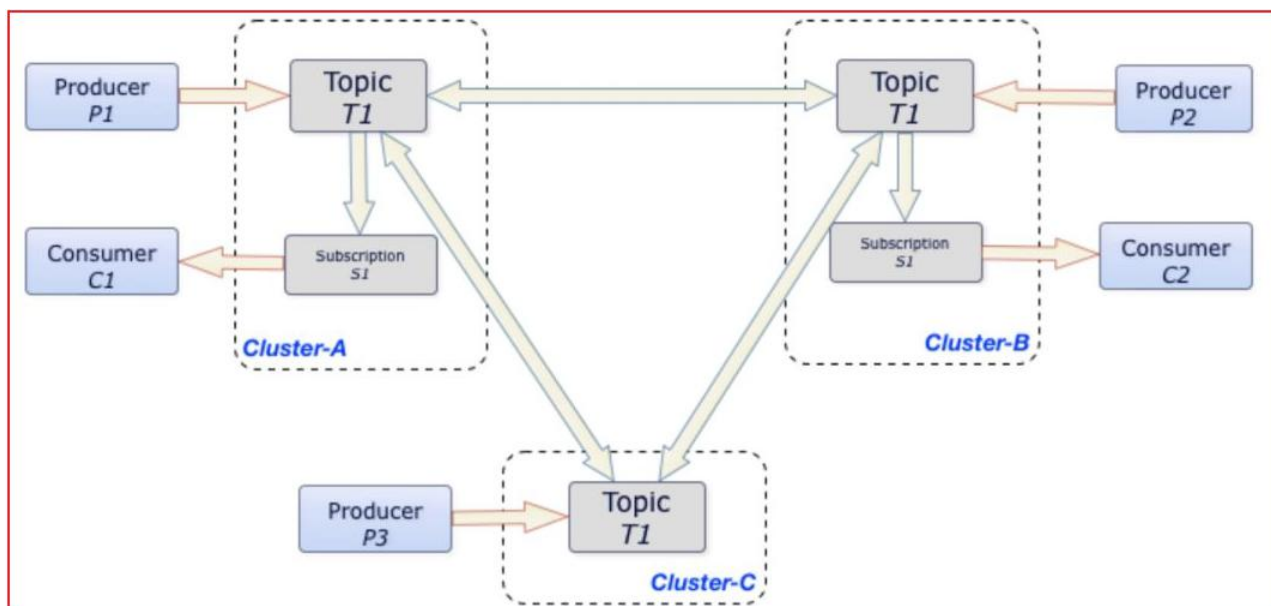 Producer
P1
Topic
T1
Topic
T1
Producer
P2
Consumer
C1
Subscription
S1
Subscription
S1
Consumer
C2
Cluster-A
Cluster-B
Producer
P3
Topic
T1
Cluster-C